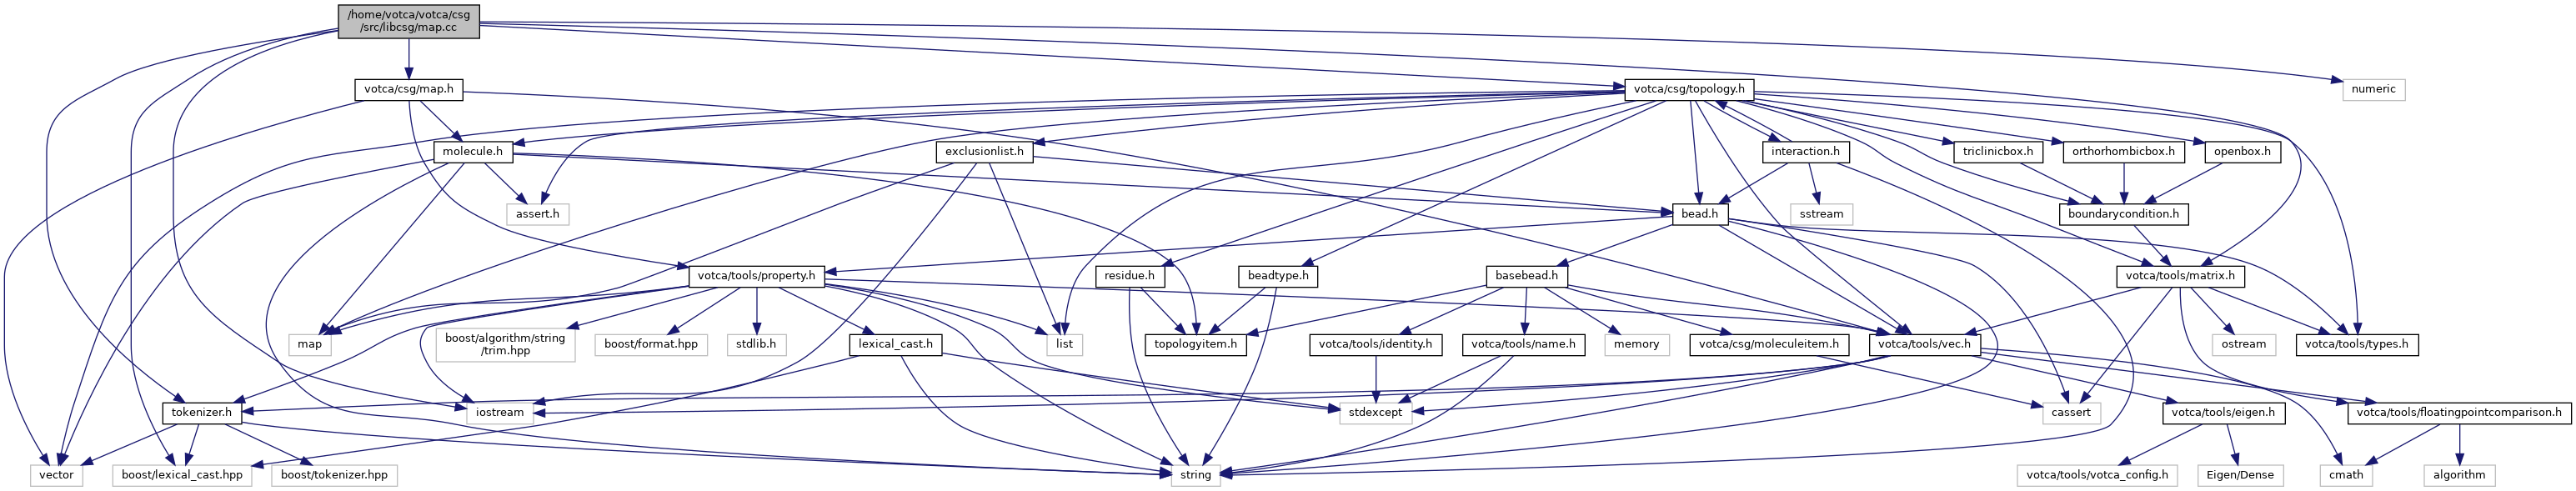 /home/votca/votca/csg
/src/libcsg/map.cc
votca/csg/map.h
votca/csg/topology.h
numeric
molecule.h
exclusionlist.h
interaction.h
triclinicbox.h
orthorhombicbox.h
openbox.h
assert.h
bead.h
sstream
boundarycondition.h
votca/tools/property.h
residue.h
beadtype.h
basebead.h
votca/tools/matrix.h
map
boost/algorithm/string
/trim.hpp
boost/format.hpp
stdlib.h
lexical_cast.h
list
topologyitem.h
votca/tools/identity.h
votca/tools/name.h
memory
votca/csg/moleculeitem.h
votca/tools/vec.h
ostream
votca/tools/types.h
tokenizer.h
iostream
stdexcept
cassert
votca/tools/eigen.h
votca/tools/floatingpointcomparison.h
vector
boost/lexical_cast.hpp
boost/tokenizer.hpp
string
votca/tools/votca_config.h
Eigen/Dense
cmath
algorithm